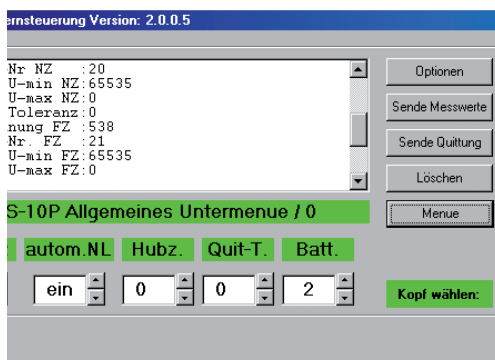 ernsteuerung Version: 2.0.0.5
Nr NZ :20
U-min NZ:65535
U-max NZ:0
Toleranz:0
nung FZ :538
Nr. FZ :21
U-min FZ:65535
U-max FZ:0
Optionen
Sende Messwerte
Sende Quittung
Löschen
Menue
S-10P Allgemeines Untermenue / 0
autom.NL Hubz. Quit-T. Batt.
ein 0 0 2
Kopf wählen: